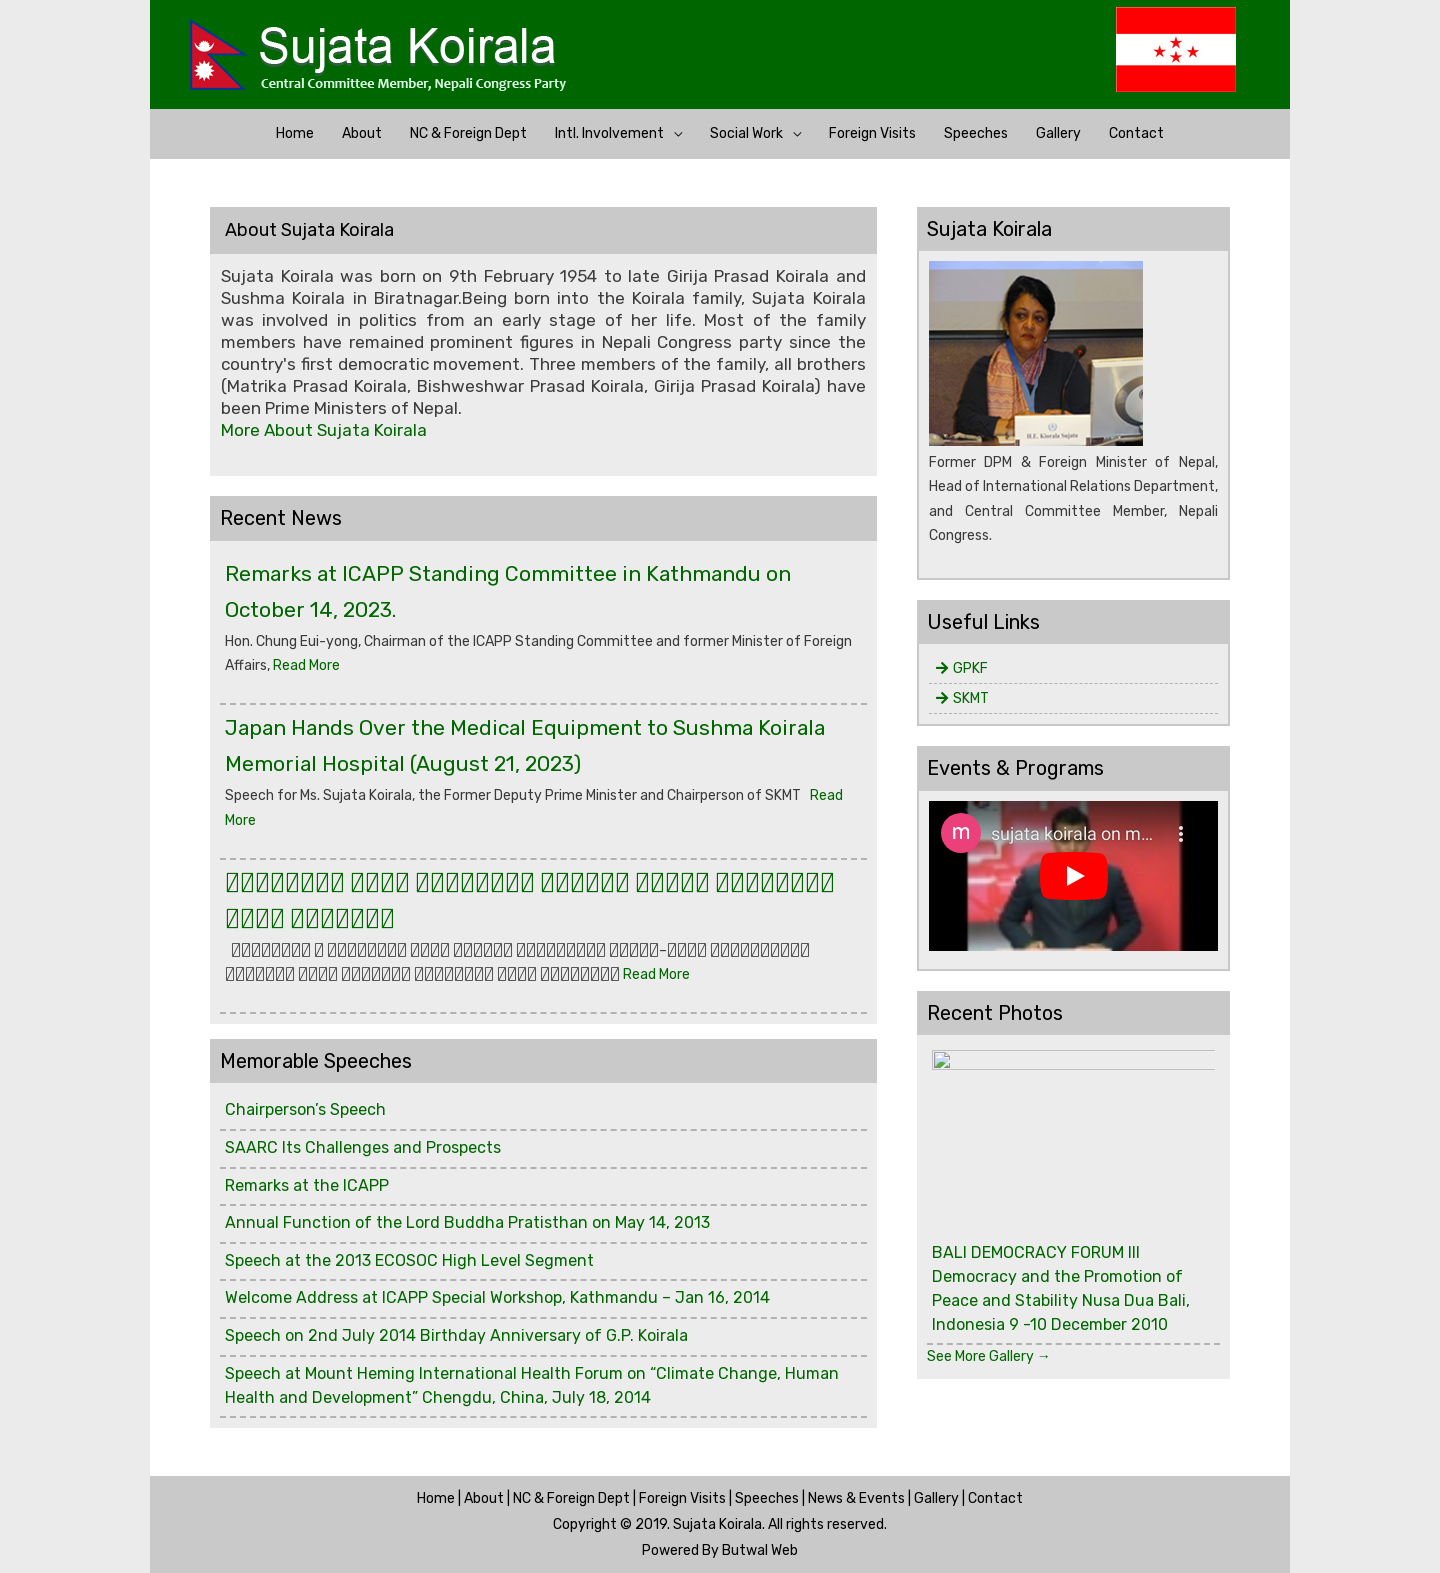 Sujata Koirala
Central Committee Member, Nepali Congress Party
Home About NC & Foreign Dept Intl. Involvement Social Work Foreign Visits Speeches Gallery Contact
About Sujata Koirala
Sujata Koirala was born on 9th February 1954 to late Girija Prasad Koirala and
Sushma Koirala in Biratnagar.Being born into the Koirala family, Sujata Koirala
was involved in politics from an early stage of her life. Most of the family
members have remained prominent figures in Nepali Congress party since the
country's first democratic movement. Three members of the family, all brothers
(Matrika Prasad Koirala, Bishweshwar Prasad Koirala, Girija Prasad Koirala) have
been Prime Ministers of Nepal.
More About Sujata Koirala
Recent News
Remarks at ICAPP Standing Committee in Kathmandu on
October 14, 2023.
Hon. Chung Eui-yong, Chairman of the ICAPP Standing Committee and former Minister of Foreign
Affairs, Read More
Japan Hands Over the Medical Equipment to Sushma Koirala
Memorial Hospital (August 21, 2023)
Speech for Ms. Sujata Koirala, the Former Deputy Prime Minister and Chairperson of SKMT Read
More
Read More
Memorable Speeches
Chairperson’s Speech
SAARC Its Challenges and Prospects
Remarks at the ICAPP
Annual Function of the Lord Buddha Pratisthan on May 14, 2013
Speech at the 2013 ECOSOC High Level Segment
Welcome Address at ICAPP Special Workshop, Kathmandu – Jan 16, 2014
Speech on 2nd July 2014 Birthday Anniversary of G.P. Koirala
Speech at Mount Heming International Health Forum on “Climate Change, Human
Health and Development” Chengdu, China, July 18, 2014
Sujata Koirala
H.E. Kiorala Sujata
Former DPM & Foreign Minister of Nepal,
Head of International Relations Department,
and Central Committee Member, Nepali
Congress.
Useful Links
GPKF
SKMT
Events & Programs
m sujata koirala on m...
Recent Photos
BALI DEMOCRACY FORUM III
Democracy and the Promotion of
Peace and Stability Nusa Dua Bali,
Indonesia 9 -10 December 2010
See More Gallery →
Home | About | NC & Foreign Dept | Foreign Visits | Speeches | News & Events | Gallery | Contact
Copyright © 2019. Sujata Koirala. All rights reserved.
Powered By Butwal Web